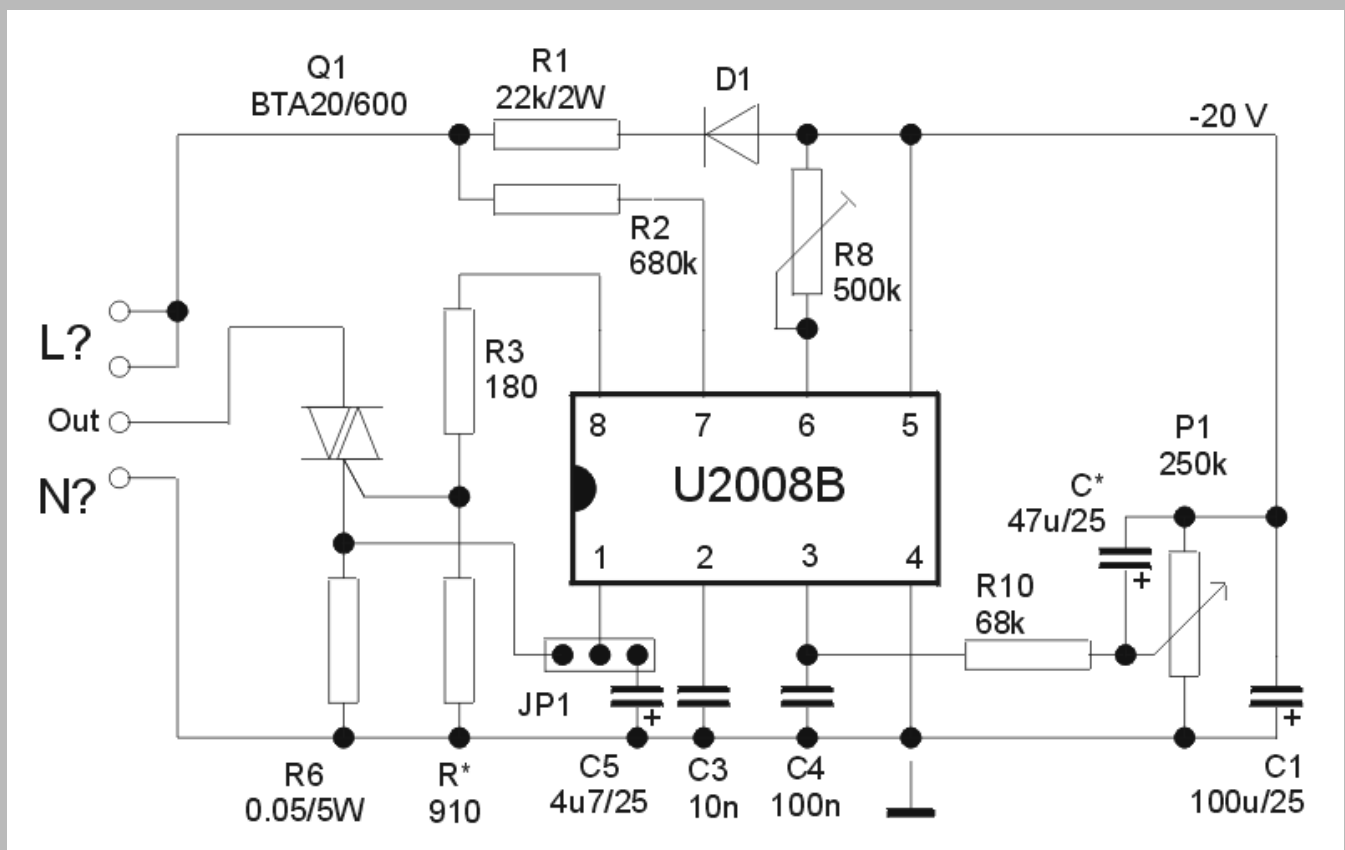 Q1
BTA20/600
R1
22k/2W
D1
-20 V
R2
680k
R8
500k
L?
R3
180
Out
8 7 6 5
P1
250k
U2008B
C*
47u/25
N?
1 2 3 4
R10
68k
JP1
R6
0.05/5W
R*
910
C5
4u7/25
C3
10n
C4
100n
C1
100u/25
+
+
+